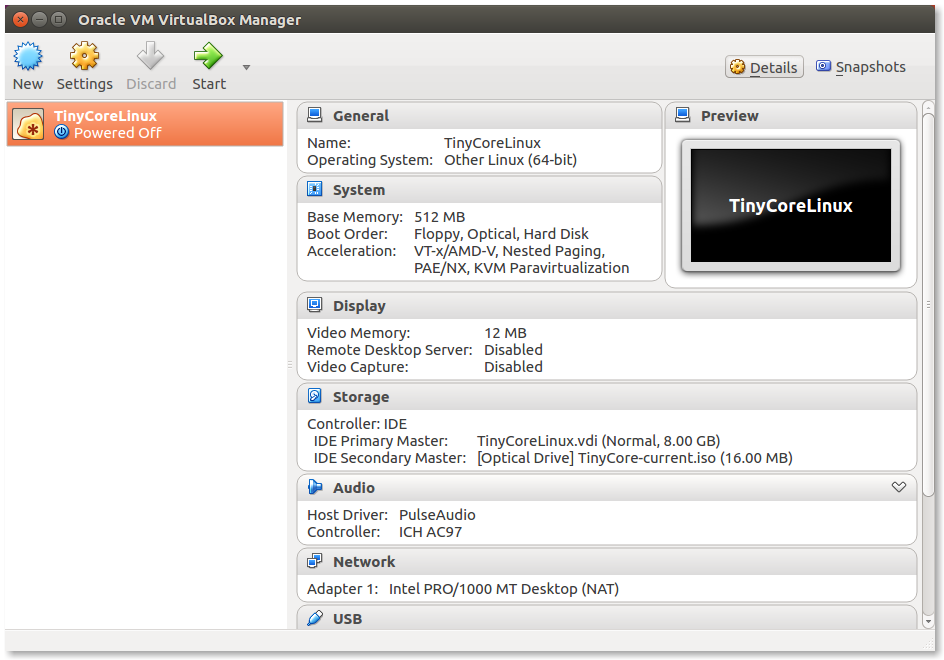 Oracle VM VirtualBox Manager
New Settings Discard Start Details Snapshots
TinyCoreLinux
Powered Off
General
Name: TinyCoreLinux
Operating System: Other Linux (64-bit)
System
Base Memory: 512 MB
Boot Order: Floppy, Optical, Hard Disk
Acceleration: VT-x/AMD-V, Nested Paging,
PAE/NX, KVM Paravirtualization
Preview
TinyCoreLinux
Display
Video Memory: 12 MB
Remote Desktop Server: Disabled
Video Capture: Disabled
Storage
Controller: IDE
IDE Primary Master: TinyCoreLinux.vdi (Normal, 8.00 GB)
IDE Secondary Master: [Optical Drive] TinyCore-current.iso (16.00 MB)
Audio
Host Driver: PulseAudio
Controller: ICH AC97
Network
Adapter 1: Intel PRO/1000 MT Desktop (NAT)
USB